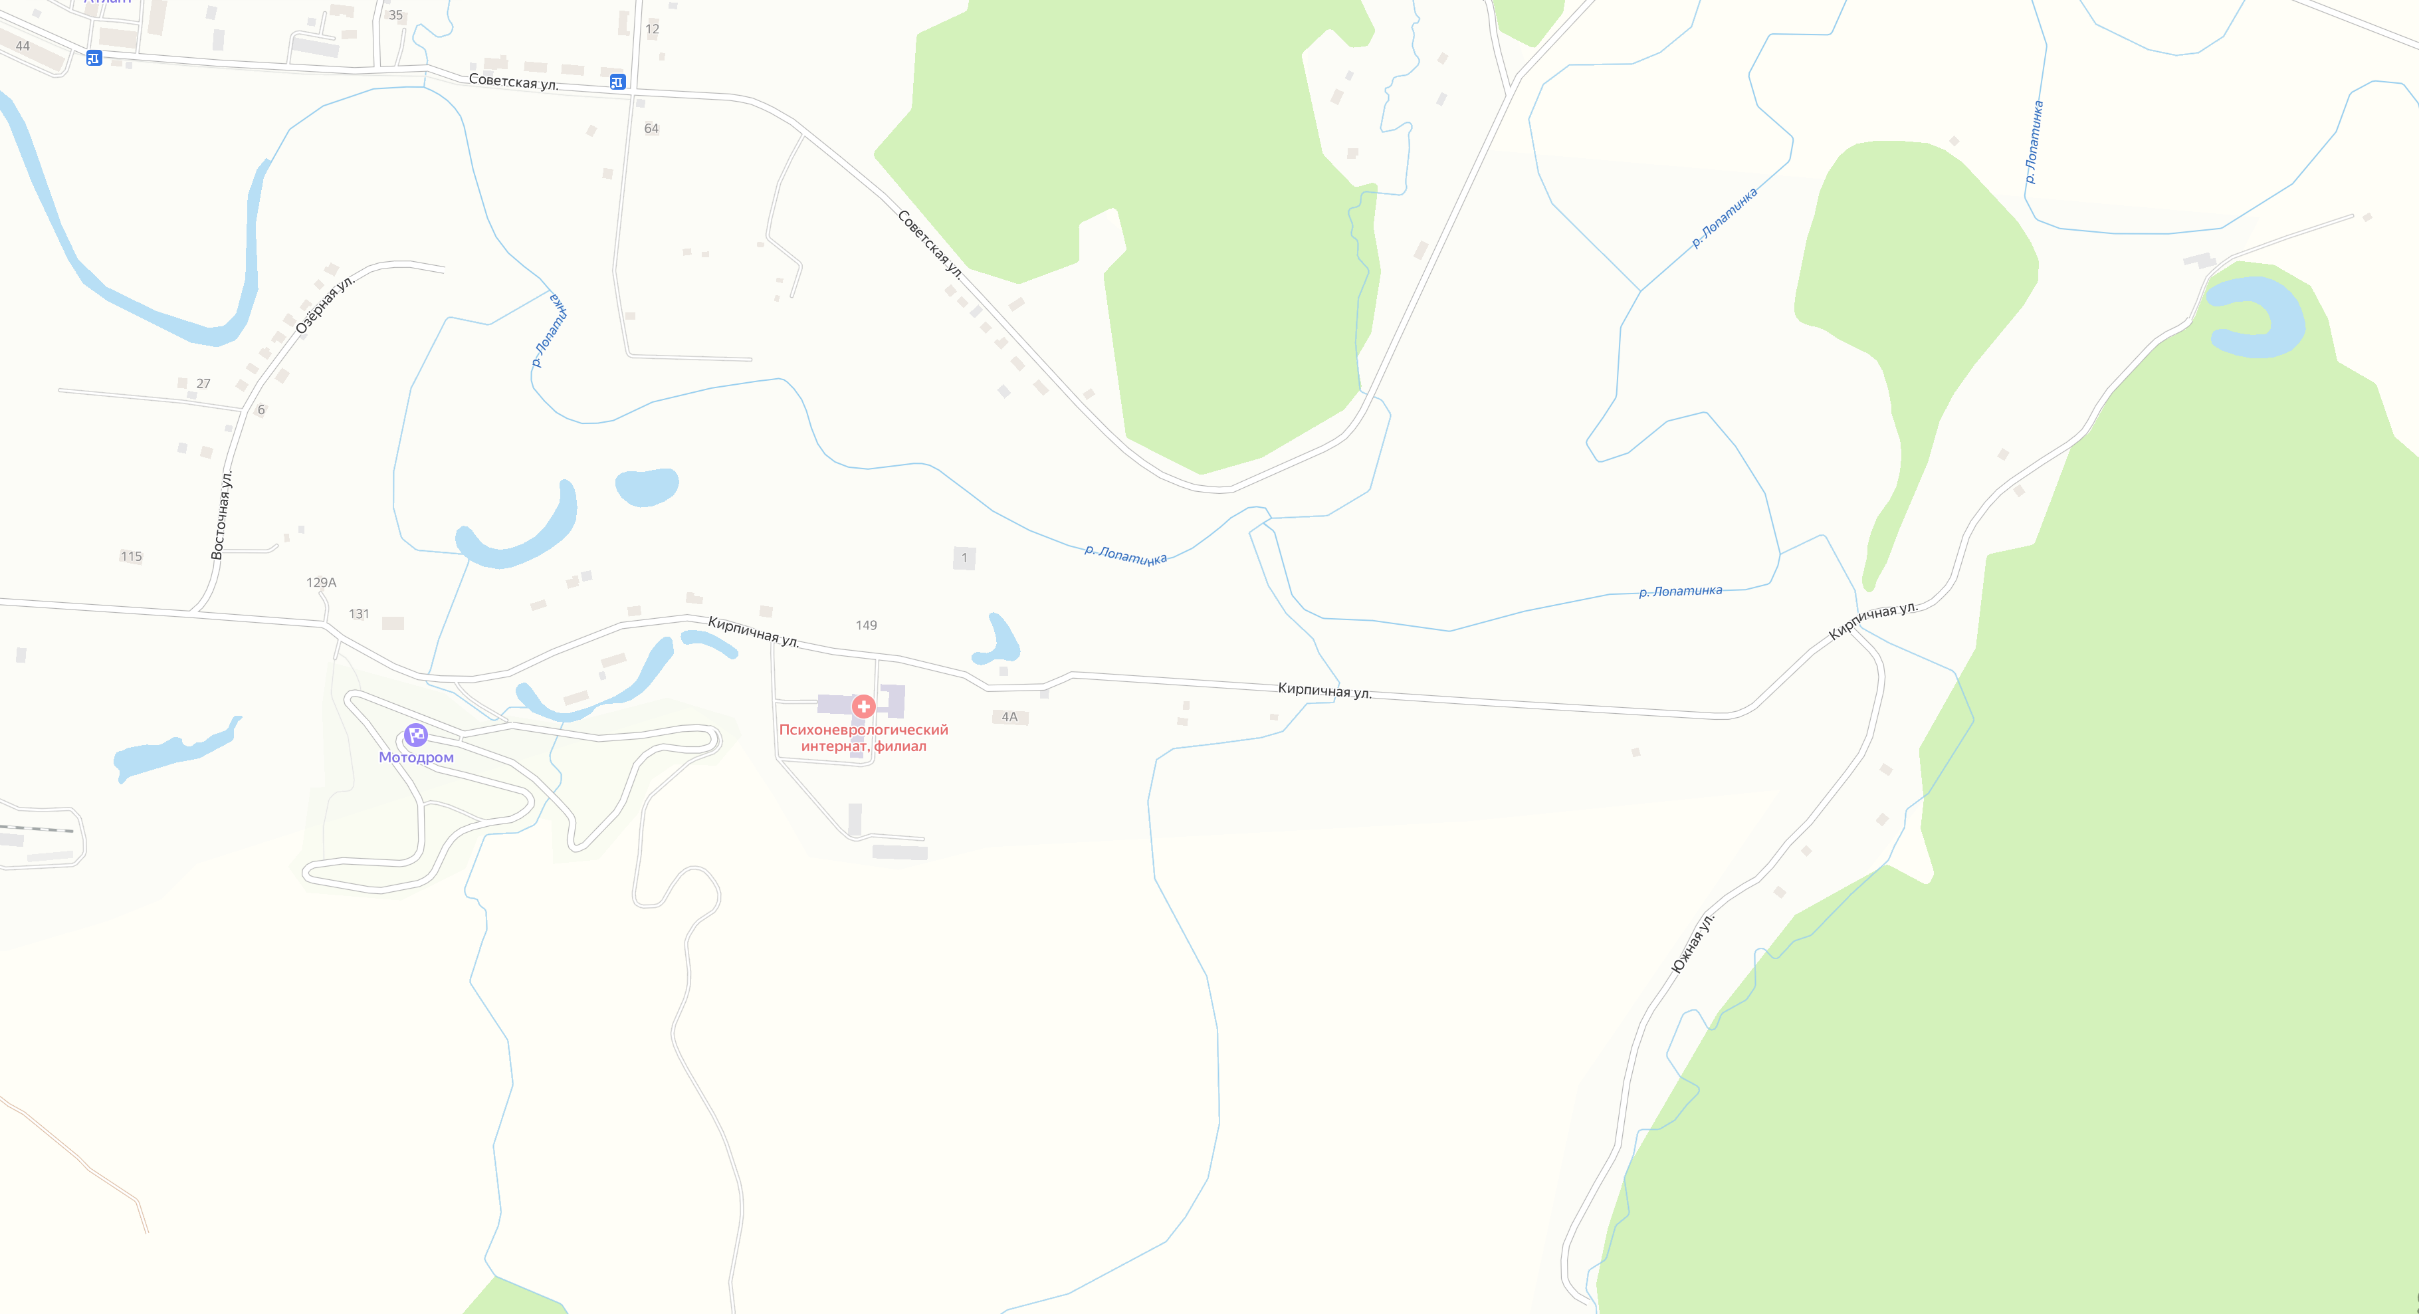 Атлант
35
12
44
Советская ул.
64
р. Лопатинка
р. Лопатинка
Советская ул.
Озёрная ул.
р. Лопатинка
27
6
Восточная ул.
115
129А
131
1
р. Лопатинка
р. Лопатинка
Кирпичная ул.
149
Кирпичная ул.
Кирпичная ул.
4А
Психоневрологический
интернат, филиал
Мотодром
Южная ул.